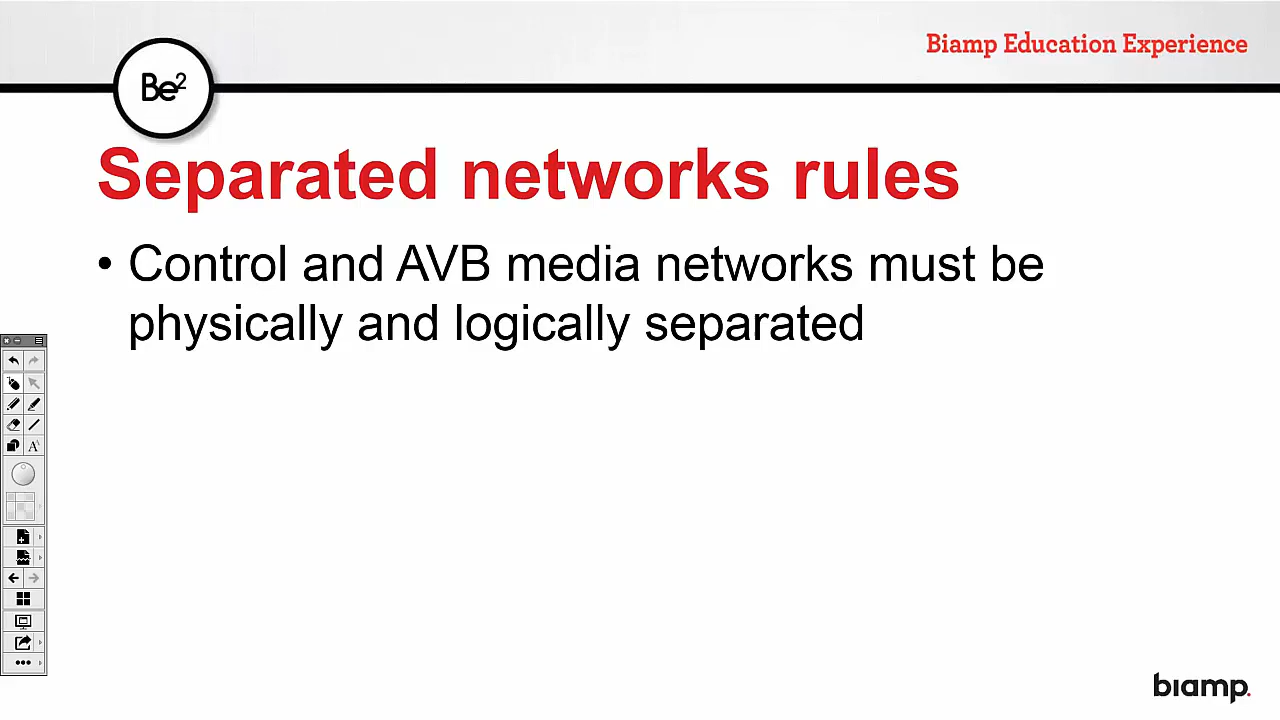 Biamp Education Experience
Be²
Separated networks rules
• Control and AVB media networks must be
physically and logically separated
A
biamp.